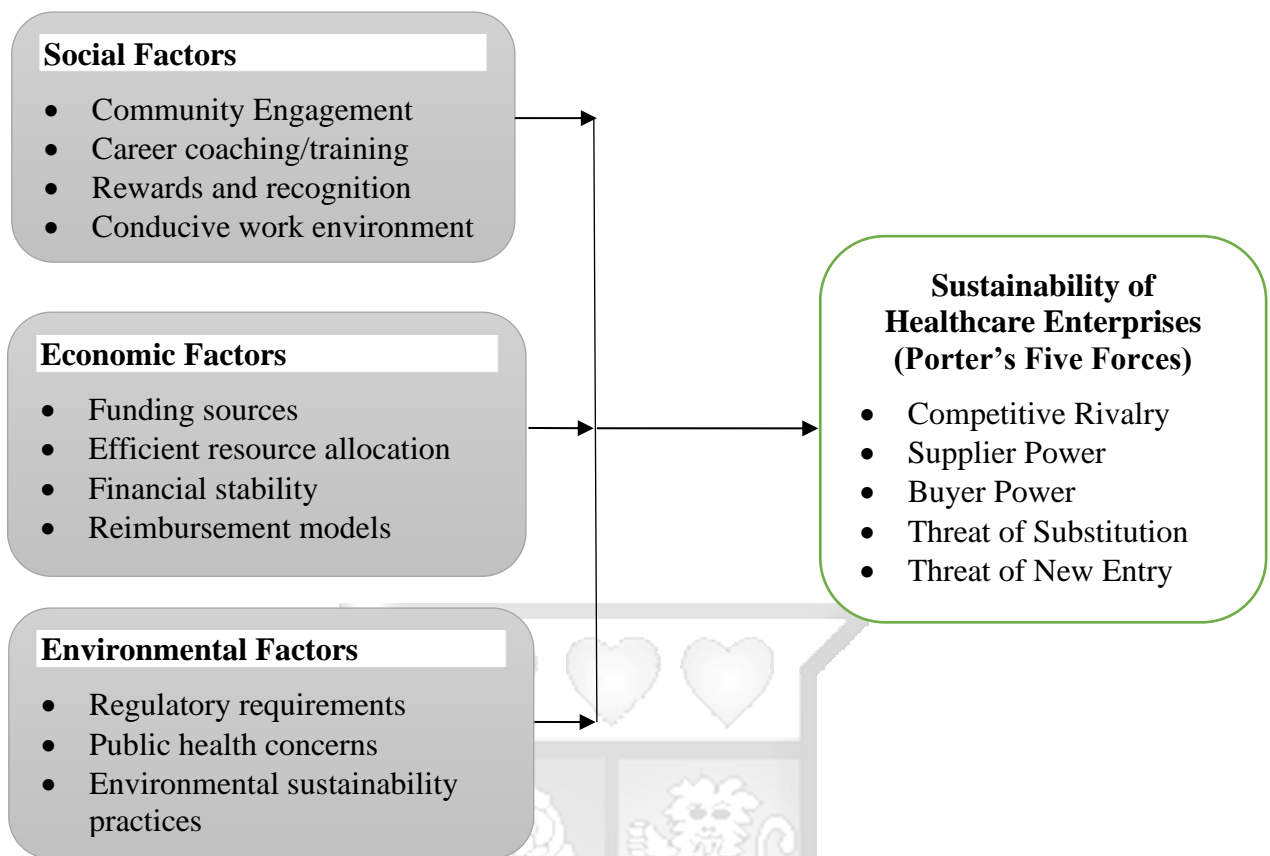 Social Factors
• Community Engagement
• Career coaching/training
• Rewards and recognition
• Conducive work environment
Economic Factors
• Funding sources
• Efficient resource allocation
• Financial stability
• Reimbursement models
Environmental Factors
• Regulatory requirements
• Public health concerns
• Environmental sustainability
practices
Sustainability of
Healthcare Enterprises
(Porter’s Five Forces)
• Competitive Rivalry
• Supplier Power
• Buyer Power
• Threat of Substitution
• Threat of New Entry